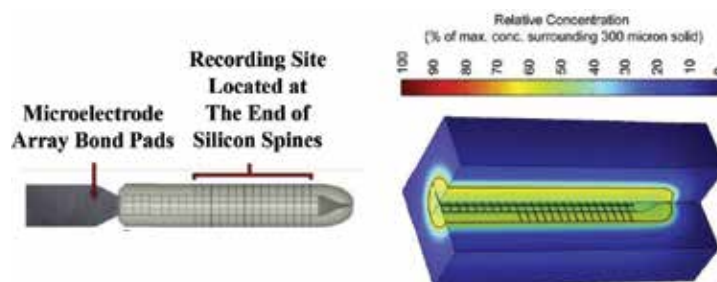 Recording Site
Located at
The End of
Silicon Spines
Microelectrode
Array Bond Pads
Relative Concentration
(% of max. conc. surrounding 300 micron solid)
100
90
80
70
60
50
40
30
20
10
0